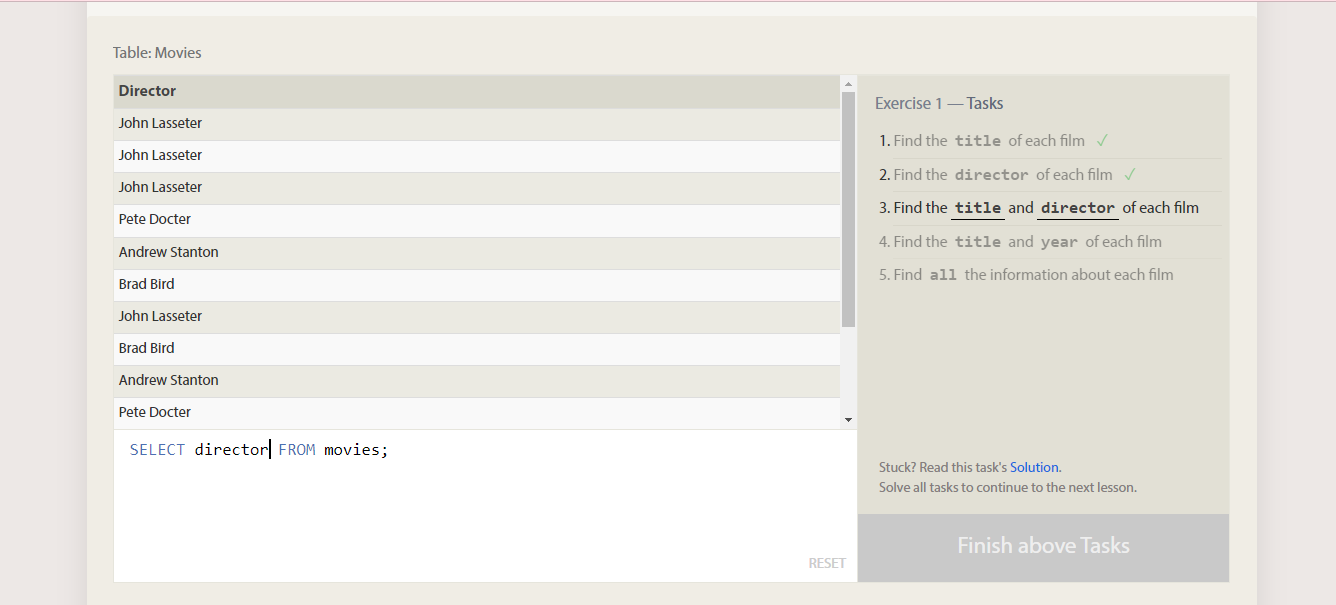 Table: Movies
Director
John Lasseter
John Lasseter
John Lasseter
Pete Docter
Andrew Stanton
Brad Bird
John Lasseter
Brad Bird
Andrew Stanton
Pete Docter
SELECT director FROM movies;
RESET
Exercise 1 — Tasks
1. Find the title of each film ✓
2. Find the director of each film ✓
3. Find the title and director of each film
4. Find the title and year of each film
5. Find all the information about each film
Stuck? Read this task's Solution.
Solve all tasks to continue to the next lesson.
Finish above Tasks